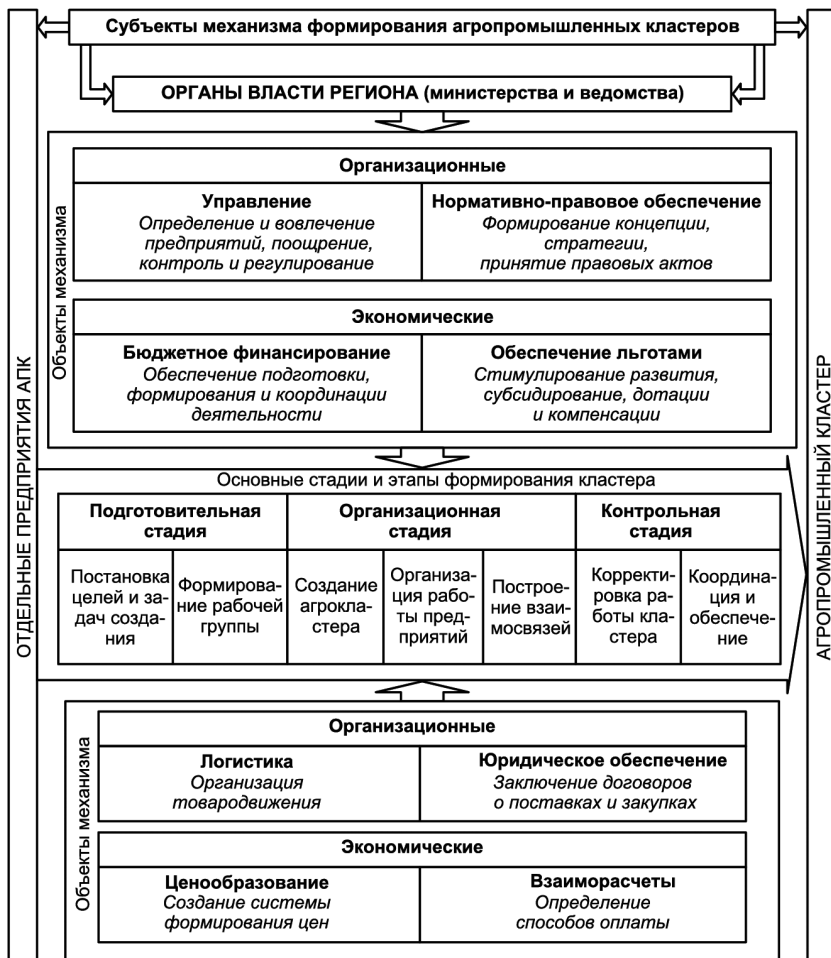 Субъекты механизма формирования агропромышленных кластеров
ОРГАНЫ ВЛАСТИ РЕГИОНА (министерства и ведомства)
ОТДЕЛЬНЫЕ ПРЕДПРИЯТИЯ АПК
Объекты механизма
Организационные
Управление
Определение и вовлечение
предприятий, поощрение,
контроль и регулирование
Нормативно-правовое обеспечение
Формирование концепции,
стратегии,
принятие правовых актов
Экономические
Бюджетное финансирование
Обеспечение подготовки,
формирования и координации
деятельности
Обеспечение льготами
Стимулирование развития,
субсидирование, дотации
и компенсации
Основные стадии и этапы формирования кластера
Подготовительная
стадия
Организационная
стадия
Контрольная
стадия
Постановка
целей и за-
дач создания
Формирова-
ние рабочей
группы
Создание
агрокла-
стера
Организа-
ция рабо-
ты пред-
приятий
Построе-
ние взаи-
мосвязей
Коррект-
ровка ра-
боты кла-
стера
Коорди-
нация и
обеспече-
ние
Объекты механизма
Организационные
Логистика
Организация
товародвижения
Юридическое обеспечение
Заключение договоров
о поставках и закупках
Экономические
Ценообразование
Создание системы
формирования цен
Взаиморасчеты
Определение
способов оплаты
АГРОПРОМЫШЛЕННЫЙ КЛАСТЕР